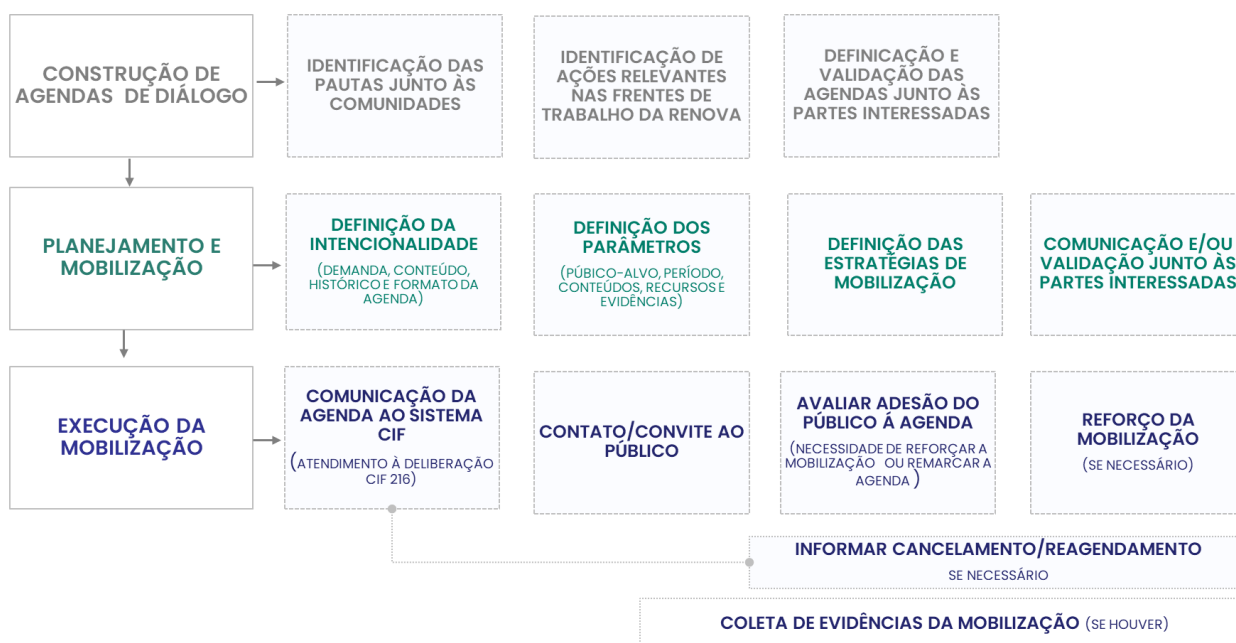 CONSTRUÇÃO DE
AGENDAS DE DIÁLOGO
IDENTIFICAÇÃO DAS
PAUTAS JUNTO ÀS
COMUNIDADES
IDENTIFICAÇÃO DE
AÇÕES RELEVANTES
NAS FRENTES DE
TRABALHO DA RENOVA
DEFINICAÇÃO E
VALIDAÇÃO DAS
AGENDAS JUNTO ÀS
PARTES INTERESSADAS
PLANEJAMENTO E
MOBILIZAÇÃO
DEFINIÇÃO DA
INTENCIONALIDADE
(DEMANDA, CONTEÚDO,
HISTÓRICO E FORMATO DA
AGENDA)
DEFINIÇÃO DOS
PARÂMETROS
(PÚBICO-ALVO, PERÍODO,
CONTEÚDOS, RECURSOS E
EVIDÊNCIAS)
DEFINIÇÃO DAS
ESTRATÉGIAS DE
MOBILIZAÇÃO
COMUNICAÇÃO E/OU
VALIDAÇÃO JUNTO ÀS
PARTES INTERESSADAS
EXECUÇÃO DA
MOBILIZAÇÃO
COMUNICAÇÃO DA
AGENDA AO SISTEMA
CIF
(ATENDIMENTO À DELIBERAÇÃO
CIF 216)
CONTATO/CONVITE AO
PÚBLICO
AVALIAR ADESÃO DO
PÚBLICO Á AGENDA
(NECESSIDADE DE REFORÇAR A
MOBILIZAÇÃO OU REMARCAR A
AGENDA )
REFORÇO DA
MOBILIZAÇÃO
(SE NECESSÁRIO)
INFORMAR CANCELAMENTO/REAGENDAMENTO
SE NECESSÁRIO
COLETA DE EVIDÊNCIAS DA MOBILIZAÇÃO (SE HOUVER)